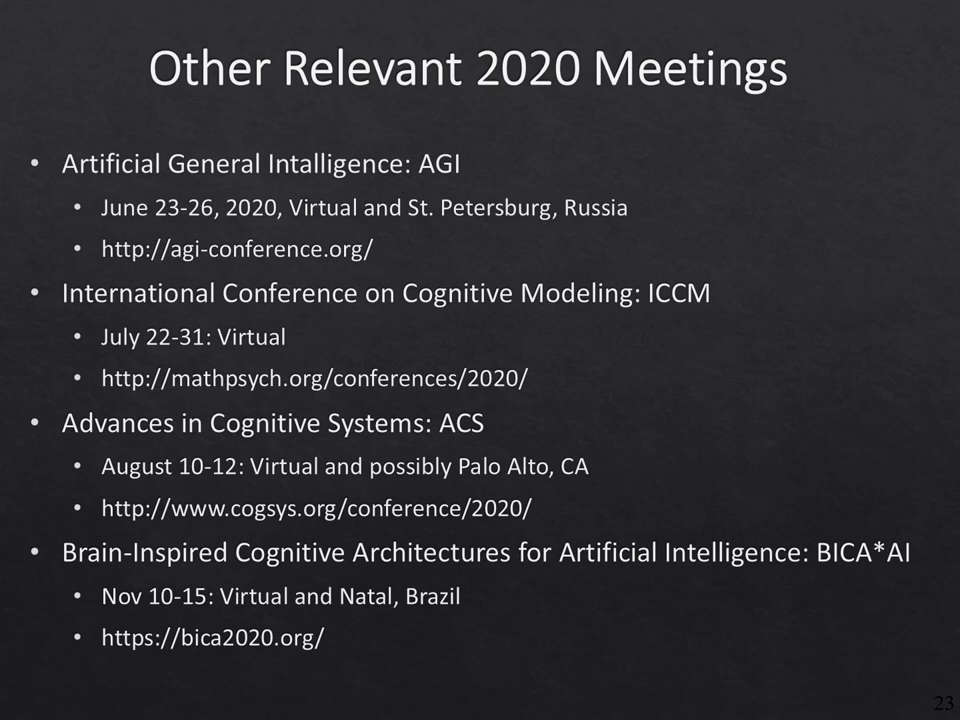 Other Relevant 2020 Meetings
• Artificial General Intalligence: AGI
• June 23-26, 2020, Virtual and St. Petersburg, Russia
• http://agi-conference.org/
• International Conference on Cognitive Modeling: ICCM
• July 22-31: Virtual
• http://mathpsych.org/conferences/2020/
• Advances in Cognitive Systems: ACS
• August 10-12: Virtual and possibly Palo Alto, CA
• http://www.cogsys.org/conference/2020/
• Brain-Inspired Cognitive Architectures for Artificial Intelligence: BICA*AI
• Nov 10-15: Virtual and Natal, Brazil
• https://bica2020.org/
23